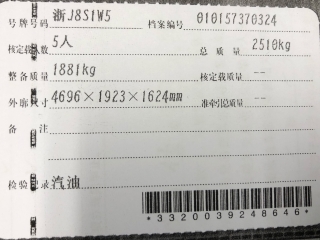 号牌号码 浙J8S1W5 档案编号 010157370324
核定载人数 5人 总质量 2510kg
整备质量 1881kg 核定载质量 --
外廓尺寸 4696×1923×1624mm 准牵引总质量 --
备注
检验记录 汽油
*3320039248646*